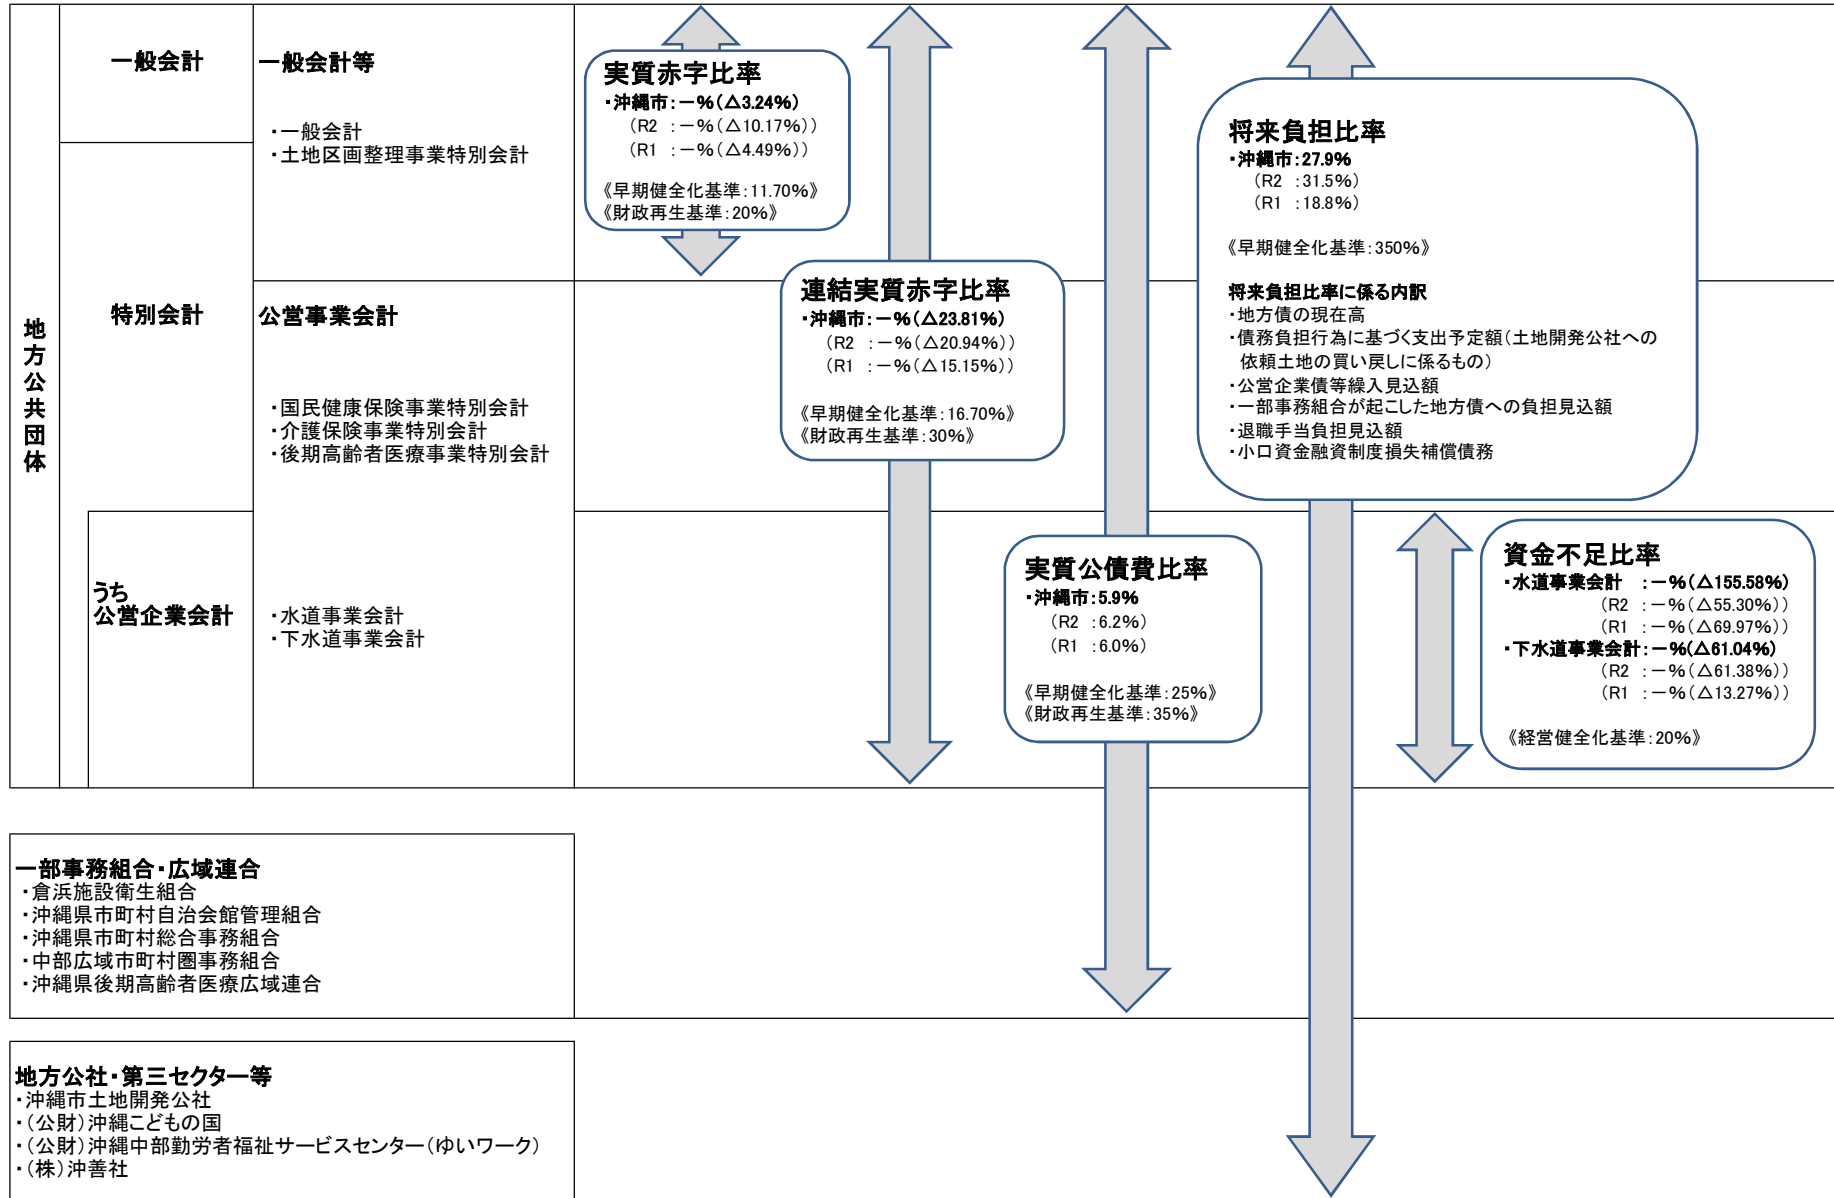 地方公共団体
一般会計
特別会計
うち
公営企業会計
一般会計等
・一般会計
・土地区画整理事業特別会計
公営事業会計
・国民健康保険事業特別会計
・介護保険事業特別会計
・後期高齢者医療事業特別会計
・水道事業会計
・下水道事業会計
実質赤字比率
・沖縄市：－％（△3.24％）
（R2 ：－％（△10.17％））
（R1 ：－％（△4.49％））
《早期健全化基準：11.70％》
《財政再生基準：20％》
連結実質赤字比率
・沖縄市：－％（△23.81％）
（R2 ：－％（△20.94％））
（R1 ：－％（△15.15％））
《早期健全化基準：16.70％》
《財政再生基準：30％》
実質公債費比率
・沖縄市：5.9％
（R2 ：6.2％）
（R1 ：6.0％）
《早期健全化基準：25％》
《財政再生基準：35％》
将来負担比率
・沖縄市：27.9％
（R2 ：31.5％）
（R1 ：18.8％）
《早期健全化基準：350％》
将来負担比率に係る内訳
・地方債の現在高
・債務負担行為に基づく支出予定額（土地開発公社への
依頼土地の買い戻しに係るもの）
・公営企業債等繰入見込額
・一部事務組合が起こした地方債への負担見込額
・退職手当負担見込額
・小口資金融資制度損失補償債務
資金不足比率
・水道事業会計 ：－％（△155.58％）
（R2 ：－％（△55.30％））
（R1 ：－％（△69.97％））
・下水道事業会計：－％（△61.04％）
（R2 ：－％（△61.38％））
（R1 ：－％（△13.27％））
《経営健全化基準：20％》
一部事務組合・広域連合
・倉浜施設衛生組合
・沖縄県市町村自治会館管理組合
・沖縄県市町村総合事務組合
・中部広域市町村圏事務組合
・沖縄県後期高齢者医療広域連合
地方公社・第三セクター等
・沖縄市土地開発公社
・（公財）沖縄こどもの国
・（公財）沖縄中部勤労者福祉サービスセンター（ゆいワーク）
・（株）沖善社